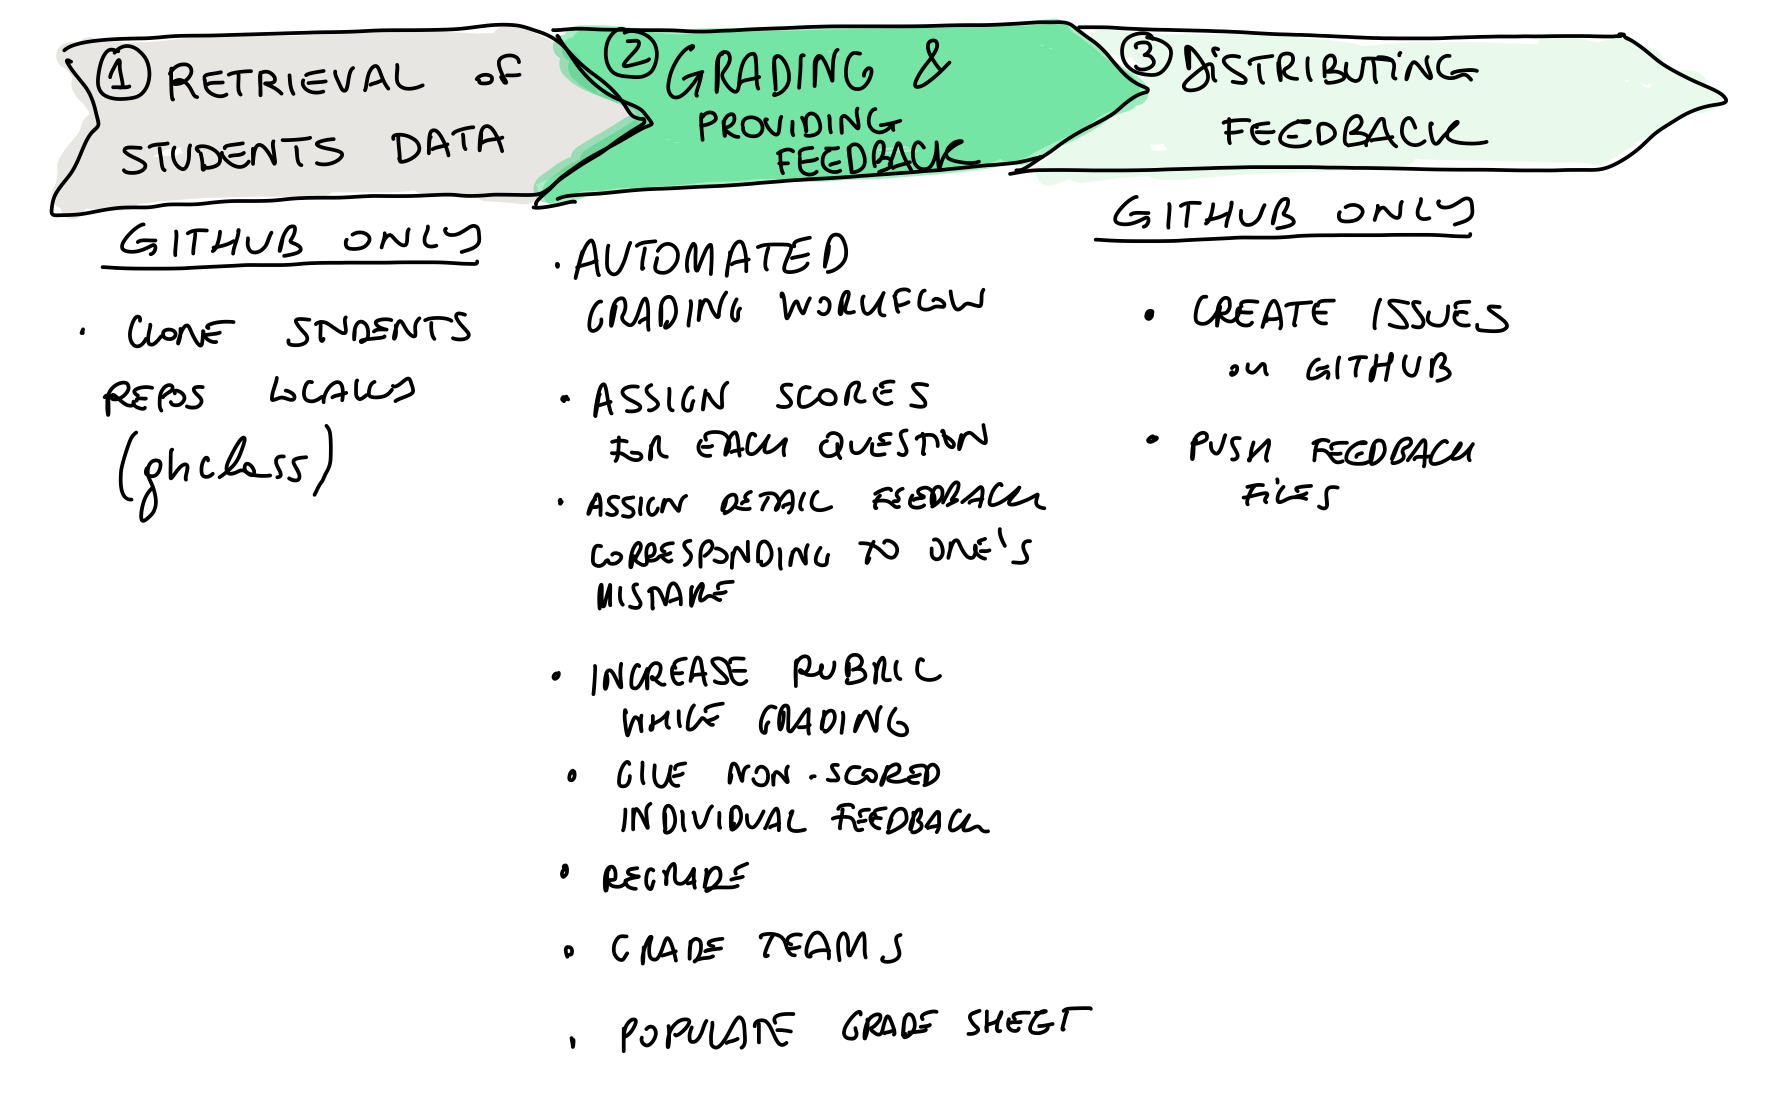 1 RETRIEVAL OF
STUDENTS DATA
GITHUB ONLY
• CLONE STUDENTS
REPOS LOCALLY
(ghclass)
2 GRADING &
PROVIDING
FEEDBACK
• AUTOMATED
GRADING WORKFLOW
• ASSIGN SCORES
FOR EACH QUESTION
• ASSIGN DETAIL FEEDBACK
CORRESPONDING TO ONE'S
MISTAKE
• INCREASE RUBRIC
WHILE GRADING
• GIVE NON-SCORED
INDIVIDUAL FEEDBACK
• REGRADE
• GRADE TEAMS
• POPULATE GRADE SHEET
3 DISTRIBUTING
FEEDBACK
GITHUB ONLY
• CREATE ISSUES
ON GITHUB
• PUSH FEEDBACK
FILES